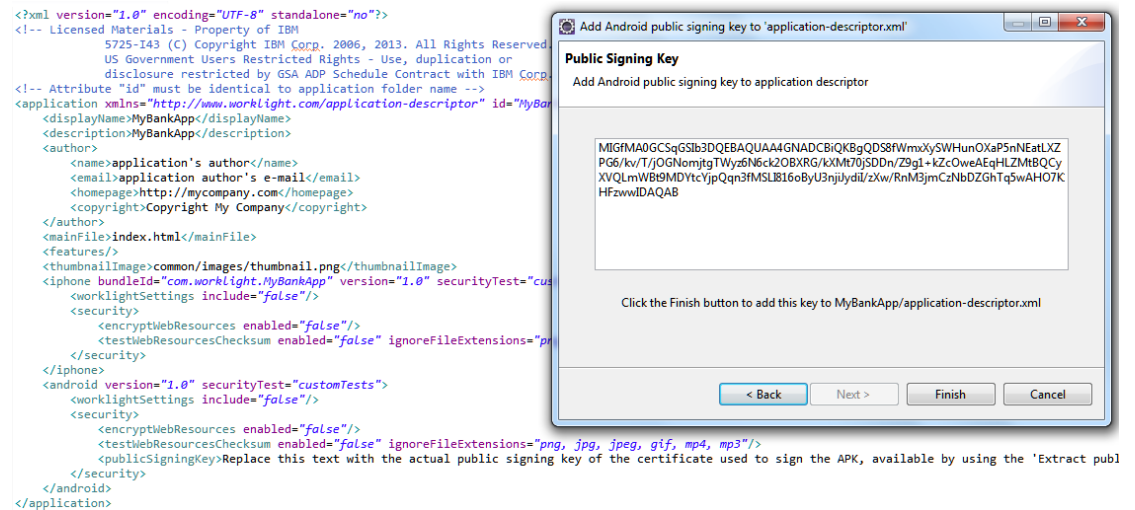 <?xml version="1.0" encoding="UTF-8" standalone="no"?>
<!-- Licensed Materials - Property of IBM
5725-I43 (C) Copyright IBM Corp. 2006, 2013. All Rights Reserved.
US Government Users Restricted Rights - Use, duplication or
disclosure restricted by GSA ADP Schedule Contract with IBM Corp.
<!-- Attribute "id" must be identical to application folder name -->
<application xmlns="http://www.worklight.com/application-descriptor" id="MyBan
<displayName>MyBankApp</displayName>
<description>MyBankApp</description>
<author>
<name>application's author</name>
<email>application author's e-mail</email>
<homepage>http://mycompany.com</homepage>
<copyright>Copyright My Company</copyright>
</author>
<mainFile>index.html</mainFile>
<features/>
<thumbnailImage>common/images/thumbnail.png</thumbnailImage>
<iphone bundleId="com.worklight.MyBankApp" version="1.0" securityTest="cus
<worklightSettings include="false"/>
<security>
<encryptWebResources enabled="false"/>
<testWebResourcesChecksum enabled="false" ignoreFileExtensions="pn
</security>
</iphone>
<android version="1.0" securityTest="customTests">
<worklightSettings include="false"/>
<security>
<encryptWebResources enabled="false"/>
<testWebResourcesChecksum enabled="false" ignoreFileExtensions="png, jpg, jpeg, gif, mp4, mp3"/>
<publicSigningKey>Replace this text with the actual public signing key of the certificate used to sign the APK, available by using the 'Extract publ
</security>
</android>
</application>
Add Android public signing key to 'application-descriptor.xml'
Public Signing Key
Add Android public signing key to application descriptor
MIGfMA0GCSqGSIb3DQEBAQUAA4GNADCBiQKBgQDS8fWmxXySWHunOXaP5nNEatLXZ
PG6/kv/T/jOGNomjtgTWyz6N6ck2OBXRG/kXMt70jSDDn/Z9g1+kZcOweAEqHLZMtBQCy
XVQLmWBt9MDYtcYjpQqn3fMSLI816oByU3njiJydiI/zXw/RnM3jmCzNbDZGhTq5wAHO7K
HFzwwIDAQAB
Click the Finish button to add this key to MyBankApp/application-descriptor.xml
< Back
Next >
Finish
Cancel